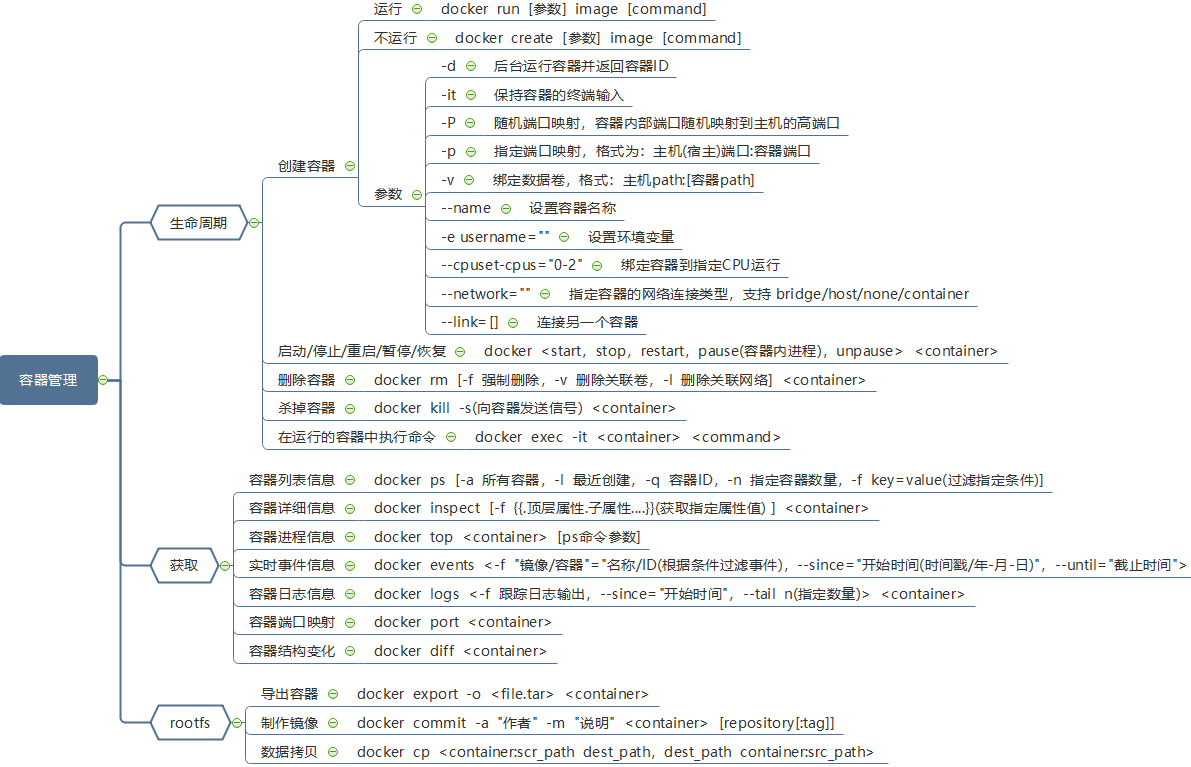 运行 docker run [参数] image [command]
不运行 docker create [参数] image [command]
-d 后台运行容器并返回容器ID
-it 保持容器的终端输入
-P 随机端口映射，容器内部端口随机映射到主机的高端口
创建容器
-p 指定端口映射，格式为：主机(宿主)端口:容器端口
-v 绑定数据卷，格式：主机path:[容器path]
参数
--name 设置容器名称
生命周期
-e username="" 设置环境变量
--cpuset-cpus="0-2" 绑定容器到指定CPU运行
--network="" 指定容器的网络连接类型，支持 bridge/host/none/container
--link=[] 连接另一个容器
启动/停止/重启/暂停/恢复 docker <start，stop，restart，pause(容器内进程)，unpause> <container>
容器管理
删除容器 docker rm [-f 强制删除，-v 删除关联卷，-l 删除关联网络] <container>
杀掉容器 docker kill -s(向容器发送信号) <container>
在运行的容器中执行命令 docker exec -it <container> <command>
容器列表信息 docker ps [-a 所有容器，-l 最近创建，-q 容器ID，-n 指定容器数量，-f key=value(过滤指定条件)]
容器详细信息 docker inspect [-f {{.顶层属性.子属性....}}(获取指定属性值) ] <container>
容器进程信息 docker top <container> [ps命令参数]
获取
实时事件信息 docker events <-f "镜像/容器"="名称/ID(根据条件过滤事件)，--since="开始时间(时间戳/年-月-日)"，--until="截止时间">
容器日志信息 docker logs <-f 跟踪日志输出，--since="开始时间"，--tail n(指定数量)> <container>
容器端口映射 docker port <container>
容器结构变化 docker diff <container>
导出容器 docker export -o <file.tar> <container>
rootfs
制作镜像 docker commit -a "作者" -m "说明" <container> [repository[:tag]]
数据拷贝 docker cp <container:scr_path dest_path，dest_path container:src_path>